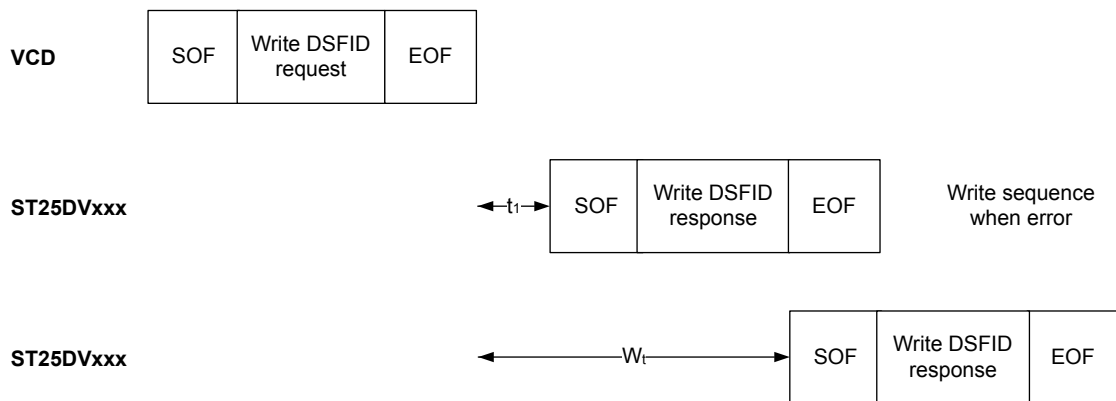 VCD
SOF
Write DSFID
request
EOF
ST25DVxxx
t1
SOF
Write DSFID
response
EOF
Write sequence
when error
ST25DVxxx
Wt
SOF
Write DSFID
response
EOF